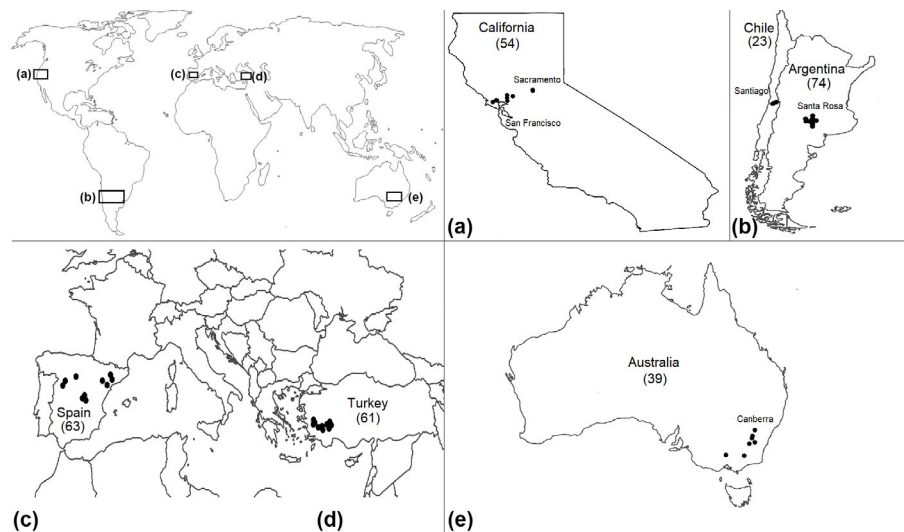 (a)
(b)
(c)
(d)
(e)
California
(54)
Sacramento
San Francisco
(a)
Chile
(23)
Argentina
(74)
Santiago
Santa Rosa
(b)
Spain
(63)
Turkey
(61)
(c)
(d)
Australia
(39)
Canberra
(e)